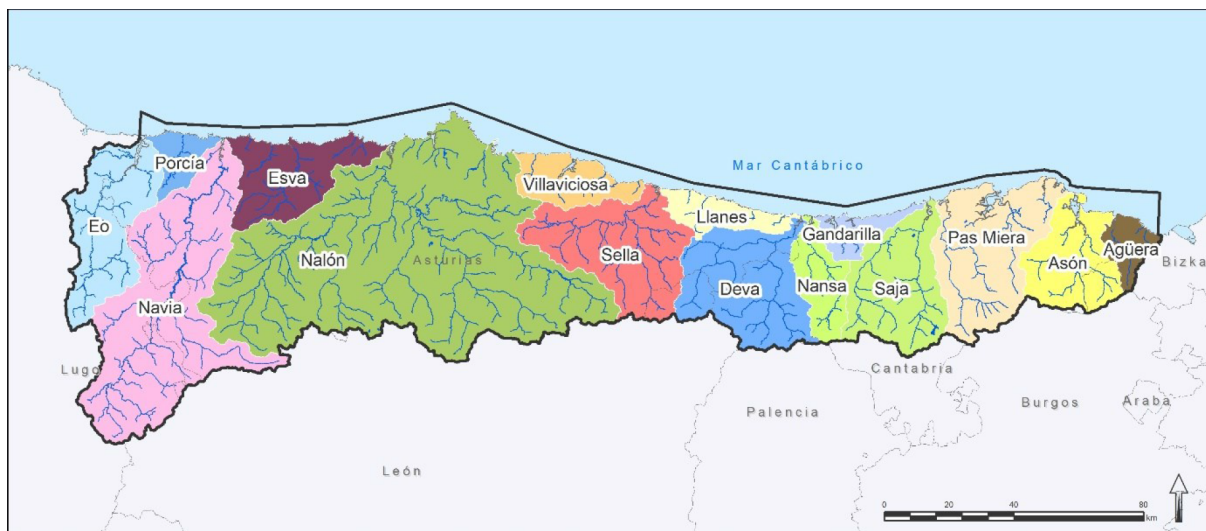 Mar Cantábrico
Porcía
Esva
Eo
Navia
Nalón
Asturias
Villaviciosa
Sella
Llanes
Deva
Gandarilla
Nansa
Saja
Pas Miera
Asón
Agüera
Bizka
Lugo
León
Palencia
Cantabria
Burgos
Araba
0 20 40 80
km